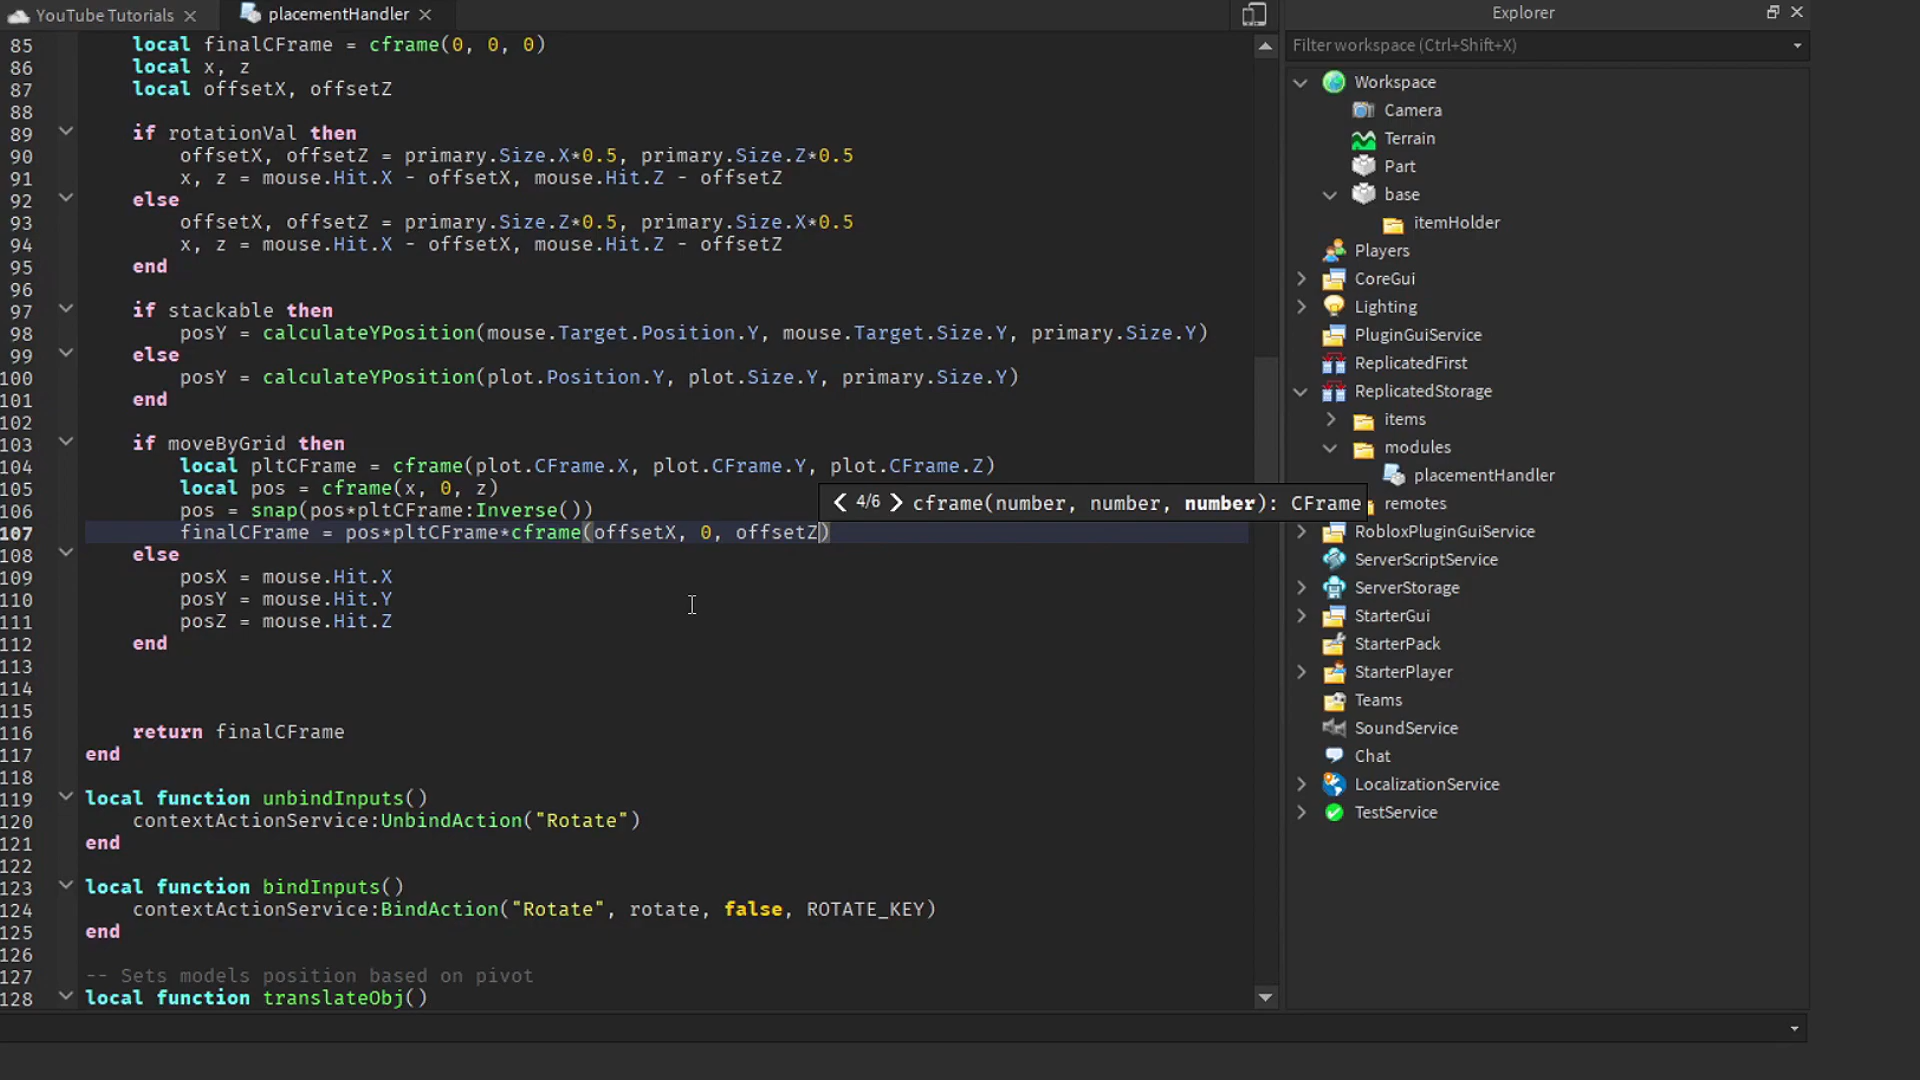 YouTube Tutorials
placementHandler
85 local finalCFrame = cframe(0, 0, 0)
86 local x, z
87 local offsetX, offsetZ
88
89 if rotationVal then
90 offsetX, offsetZ = primary.Size.X*0.5, primary.Size.Z*0.5
91 x, z = mouse.Hit.X - offsetX, mouse.Hit.Z - offsetZ
92 else
93 offsetX, offsetZ = primary.Size.Z*0.5, primary.Size.X*0.5
94 x, z = mouse.Hit.X - offsetX, mouse.Hit.Z - offsetZ
95 end
96
97 if stackable then
98 posY = calculateYPosition(mouse.Target.Position.Y, mouse.Target.Size.Y, primary.Size.Y)
99 else
100 posY = calculateYPosition(plot.Position.Y, plot.Size.Y, primary.Size.Y)
101 end
102
103 if moveByGrid then
104 local pltCFrame = cframe(plot.CFrame.X, plot.CFrame.Y, plot.CFrame.Z)
105 local pos = cframe(x, 0, z)
4/6 cframe(number, number, number): CFrame
106 pos = snap(pos*pltCFrame:Inverse())
107 finalCFrame = pos*pltCFrame*cframe(offsetX, 0, offsetZ)
108 else
109 posX = mouse.Hit.X
110 posY = mouse.Hit.Y
111 posZ = mouse.Hit.Z
112 end
113
114
115
116 return finalCFrame
117 end
118
119 local function unbindInputs()
120 contextActionService:UnbindAction("Rotate")
121 end
122
123 local function bindInputs()
124 contextActionService:BindAction("Rotate", rotate, false, ROTATE_KEY)
125 end
126
127 -- Sets models position based on pivot
128 local function translateObj()
Explorer
Filter workspace (Ctrl+Shift+X)
Workspace
Camera
Terrain
Part
base
itemHolder
Players
CoreGui
Lighting
PluginGuiService
ReplicatedFirst
ReplicatedStorage
items
modules
placementHandler
remotes
RobloxPluginGuiService
ServerScriptService
ServerStorage
StarterGui
StarterPack
StarterPlayer
Teams
SoundService
Chat
LocalizationService
TestService